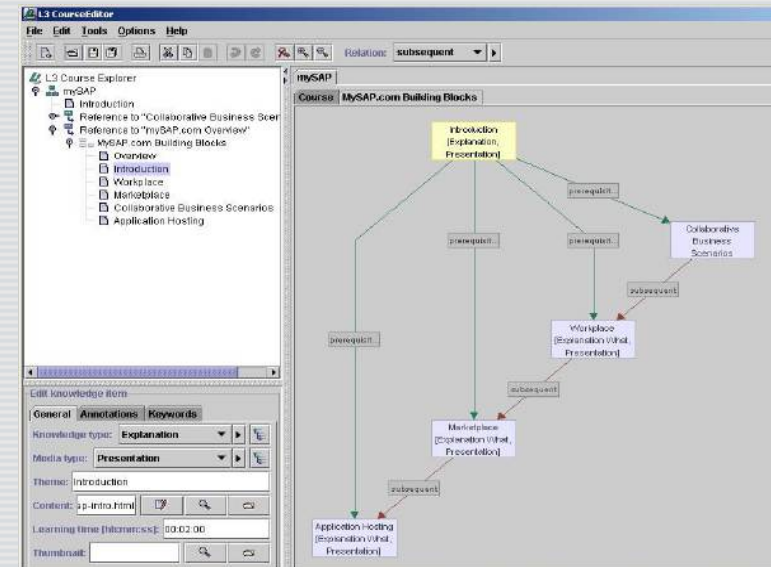 L3 CourseEditor
File Edit Tools Options Help
Relation: subsequent
L3 Course Explorer
mySAP
Introduction
Reference to "Collaborative Business Scer
Reference to "mySAP.com Overview"
MySAP.com Building Blocks
Overview
Introduction
Workplace
Marketplace
Collaborative Business Scenarios
Application Hosting
Edit knowledge item
General Annotations Keywords
Knowledge type: Explanation
Media type: Presentation
Theme: Introduction
Content: ap-intro.html
Learning time [hh:mm:ss]: 00:02:00
Thumbnail:
mySAP
Course MySAP.com Building Blocks
Introduction
[Explanation,
Presentation]
prerequisit...
Collaborative
Business
Scenarios
prerequisit...
prerequisit...
subsequent
Workplace
[Explanation What,
Presentation]
prerequisit...
subsequent
Marketplace
[Explanation What,
Presentation]
subsequent
Application Hosting
[Explanation What,
Presentation]